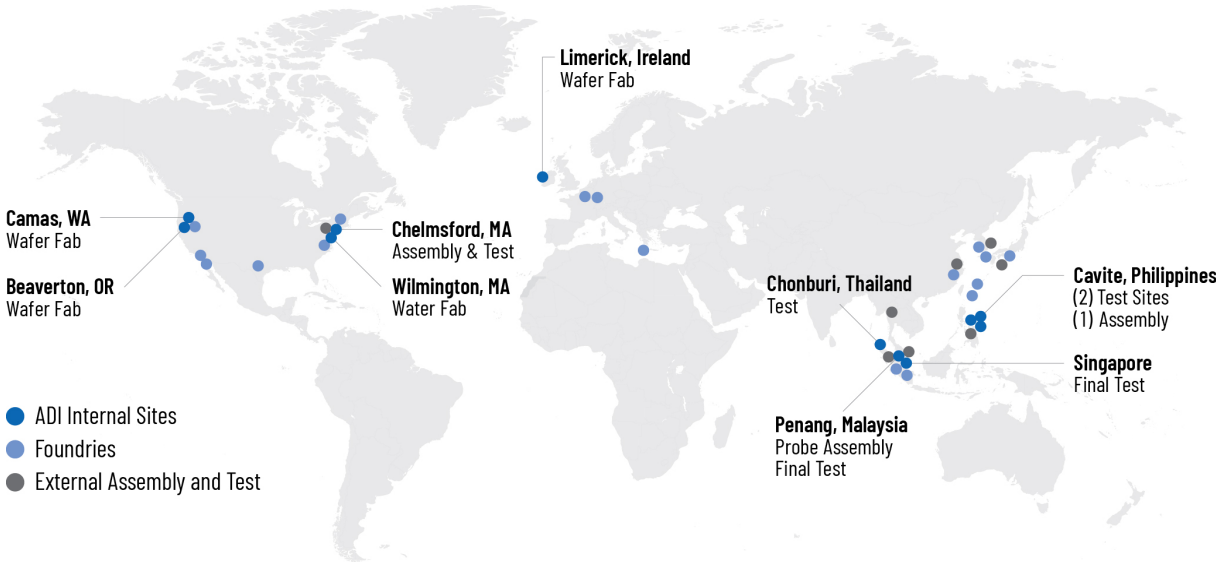 Limerick, Ireland
Wafer Fab
Camas, WA
Wafer Fab
Beaverton, OR
Wafer Fab
Chelmsford, MA
Assembly & Test
Wilmington, MA
Water Fab
Chonburi, Thailand
Test
Cavite, Philippines
(2) Test Sites
(1) Assembly
Singapore
Final Test
Penang, Malaysia
Probe Assembly
Final Test
ADI Internal Sites
Foundries
External Assembly and Test